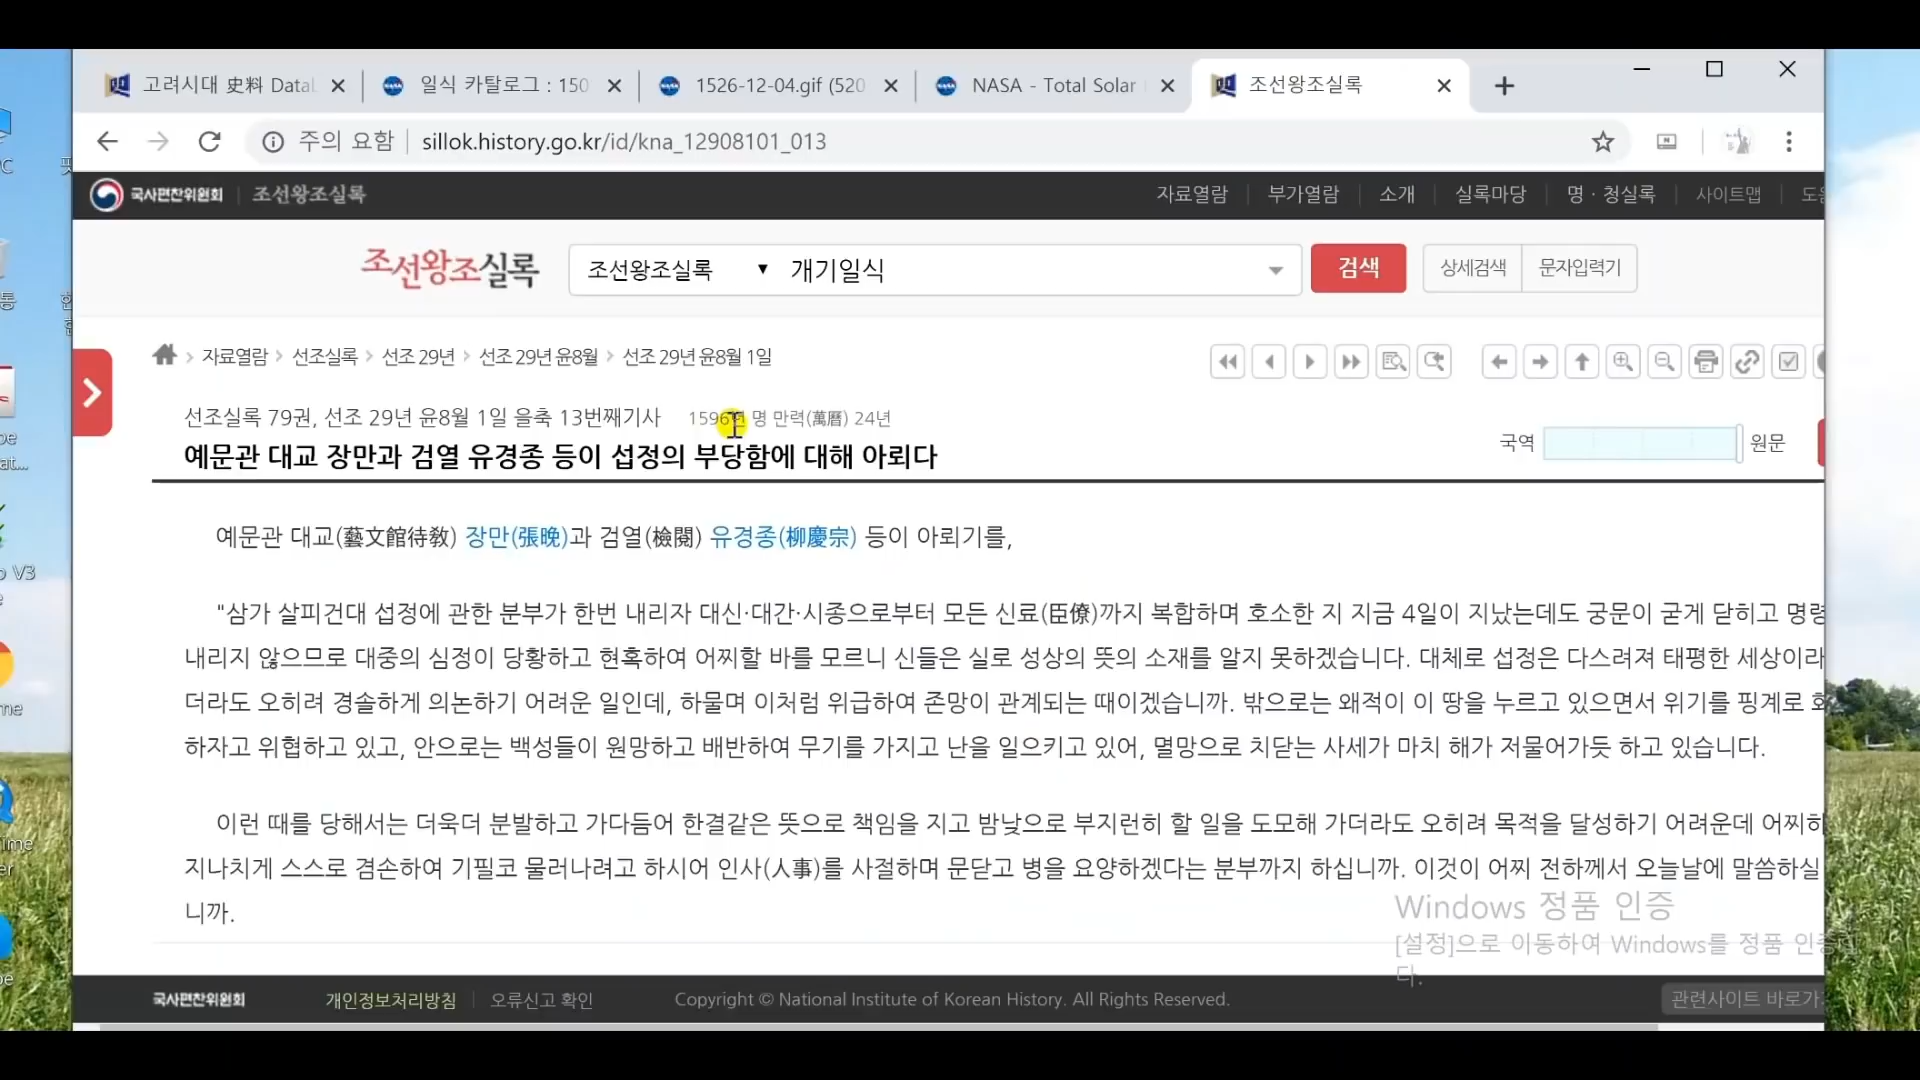 고려시대 史料 Datal
일식 카탈로그 : 150
1526-12-04.gif (520
NASA - Total Solar
조선왕조실록
주의 요함
sillok.history.go.kr/id/kna_12908101_013
국사편찬위원회
조선왕조실록
자료열람
부가열람
소개
실록마당
명 · 청실록
사이트맵
조선왕조실록
조선왕조실록
개기일식
검색
상세검색
문자입력기
자료열람
선조실록
선조 29년
선조 29년 윤8월
선조 29년 윤8월 1일
선조실록 79권, 선조 29년 윤8월 1일 을축 13번째기사 1596년 명 만력(萬曆) 24년
예문관 대교 장만과 검열 유경종 등이 섭정의 부당함에 대해 아뢰다
국역
원문
예문관 대교(藝文館待敎) 장만(張晩)과 검열(檢閱) 유경종(柳慶宗) 등이 아뢰기를,
"삼가 살피건대 섭정에 관한 분부가 한번 내리자 대신·대간·시종으로부터 모든 신료(臣僚)까지 복합하며 호소한 지 지금 4일이 지났는데도 궁문이 굳게 닫히고 명령
내리지 않으므로 대중의 심정이 당황하고 현혹하여 어찌할 바를 모르니 신들은 실로 성상의 뜻의 소재를 알지 못하겠습니다. 대체로 섭정은 다스려져 태평한 세상이라
더라도 오히려 경솔하게 의논하기 어려운 일인데, 하물며 이처럼 위급하여 존망이 관계되는 때이겠습니까. 밖으로는 왜적이 이 땅을 누르고 있으면서 위기를 핑계로
하자고 위협하고 있고, 안으로는 백성들이 원망하고 배반하여 무기를 가지고 난을 일으키고 있어, 멸망으로 치닫는 사세가 마치 해가 저물어가듯 하고 있습니다.
이런 때를 당해서는 더욱더 분발하고 가다듬어 한결같은 뜻으로 책임을 지고 밤낮으로 부지런히 할 일을 도모해 가더라도 오히려 목적을 달성하기 어려운데 어찌하
지나치게 스스로 겸손하여 기필코 물러나려고 하시어 인사(人事)를 사절하며 문닫고 병을 요양하겠다는 분부까지 하십니까. 이것이 어찌 전하께서 오늘날에 말씀하실
니까.
Windows 정품 인증
[설정]으로 이동하여 Windows를 정품 인증
다.
국사편찬위원회
개인정보처리방침
오류신고 확인
Copyright © National Institute of Korean History. All Rights Reserved.
관련사이트 바로가